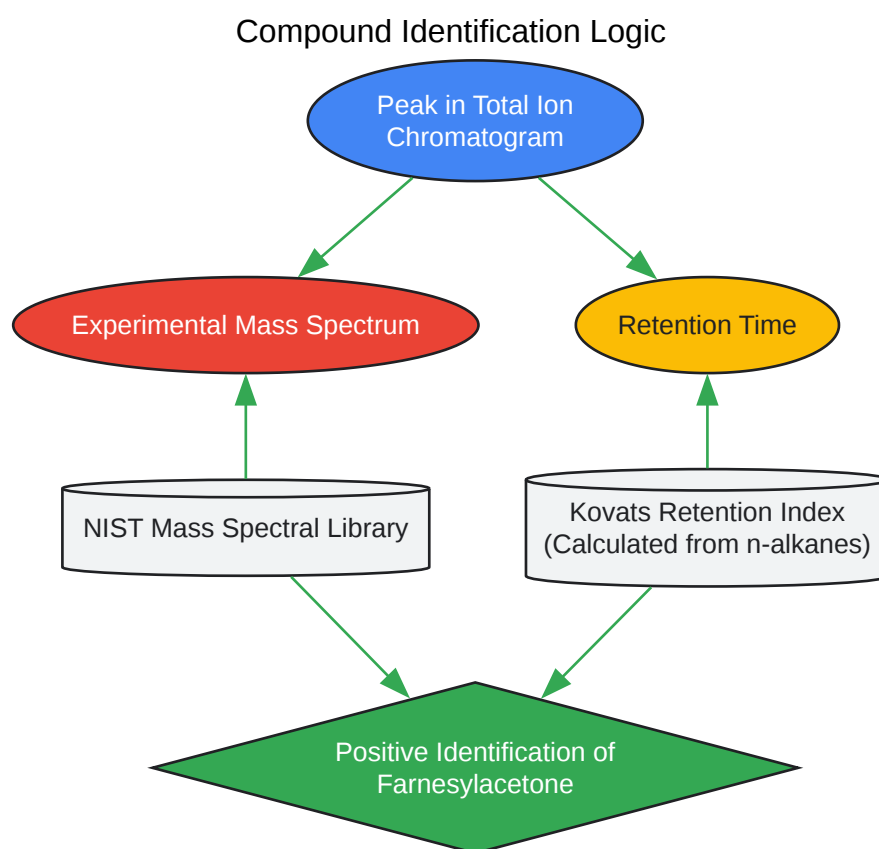 Compound Identification Logic
Peak in Total Ion
Chromatogram
Experimental Mass Spectrum
Retention Time
NIST Mass Spectral Library
Kovats Retention Index
(Calculated from n-alkanes)
Positive Identification of
Farnesylacetone